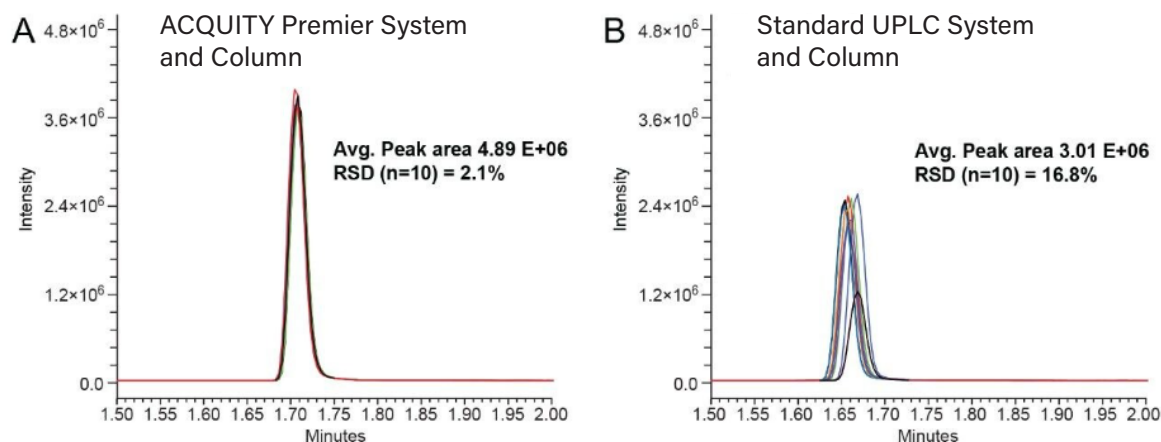 A
ACQUITY Premier System
and Column
4.8×10⁶
3.6×10⁶
2.4×10⁶
1.2×10⁶
0.0
Intensity
Avg. Peak area 4.89 E+06
RSD (n=10) = 2.1%
1.50 1.55 1.60 1.65 1.70 1.75 1.80 1.85 1.90 1.95 2.00
Minutes
B
Standard UPLC System
and Column
4.8×10⁶
3.6×10⁶
2.4×10⁶
1.2×10⁶
0.0
Intensity
Avg. Peak area 3.01 E+06
RSD (n=10) = 16.8%
1.50 1.55 1.60 1.65 1.70 1.75 1.80 1.85 1.90 1.95 2.00
Minutes